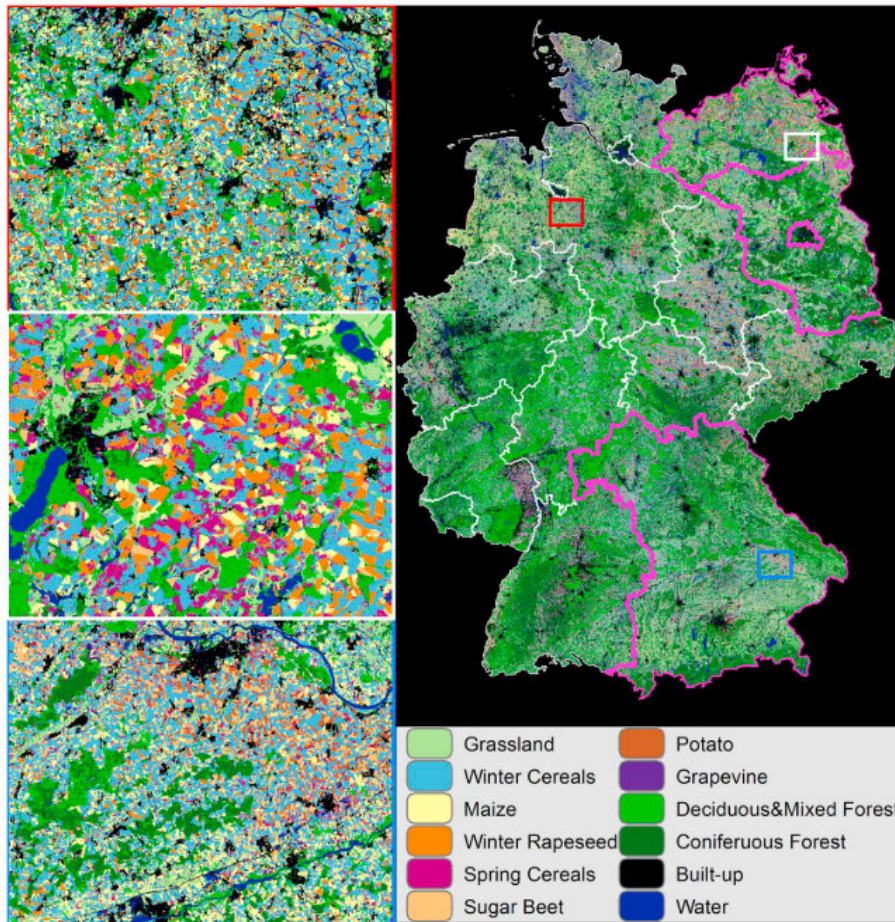 Grassland
Winter Cereals
Maize
Winter Rapeseed
Spring Cereals
Sugar Beet
Potato
Grapevine
Deciduous&Mixed Forest
Coniferuous Forest
Built-up
Water